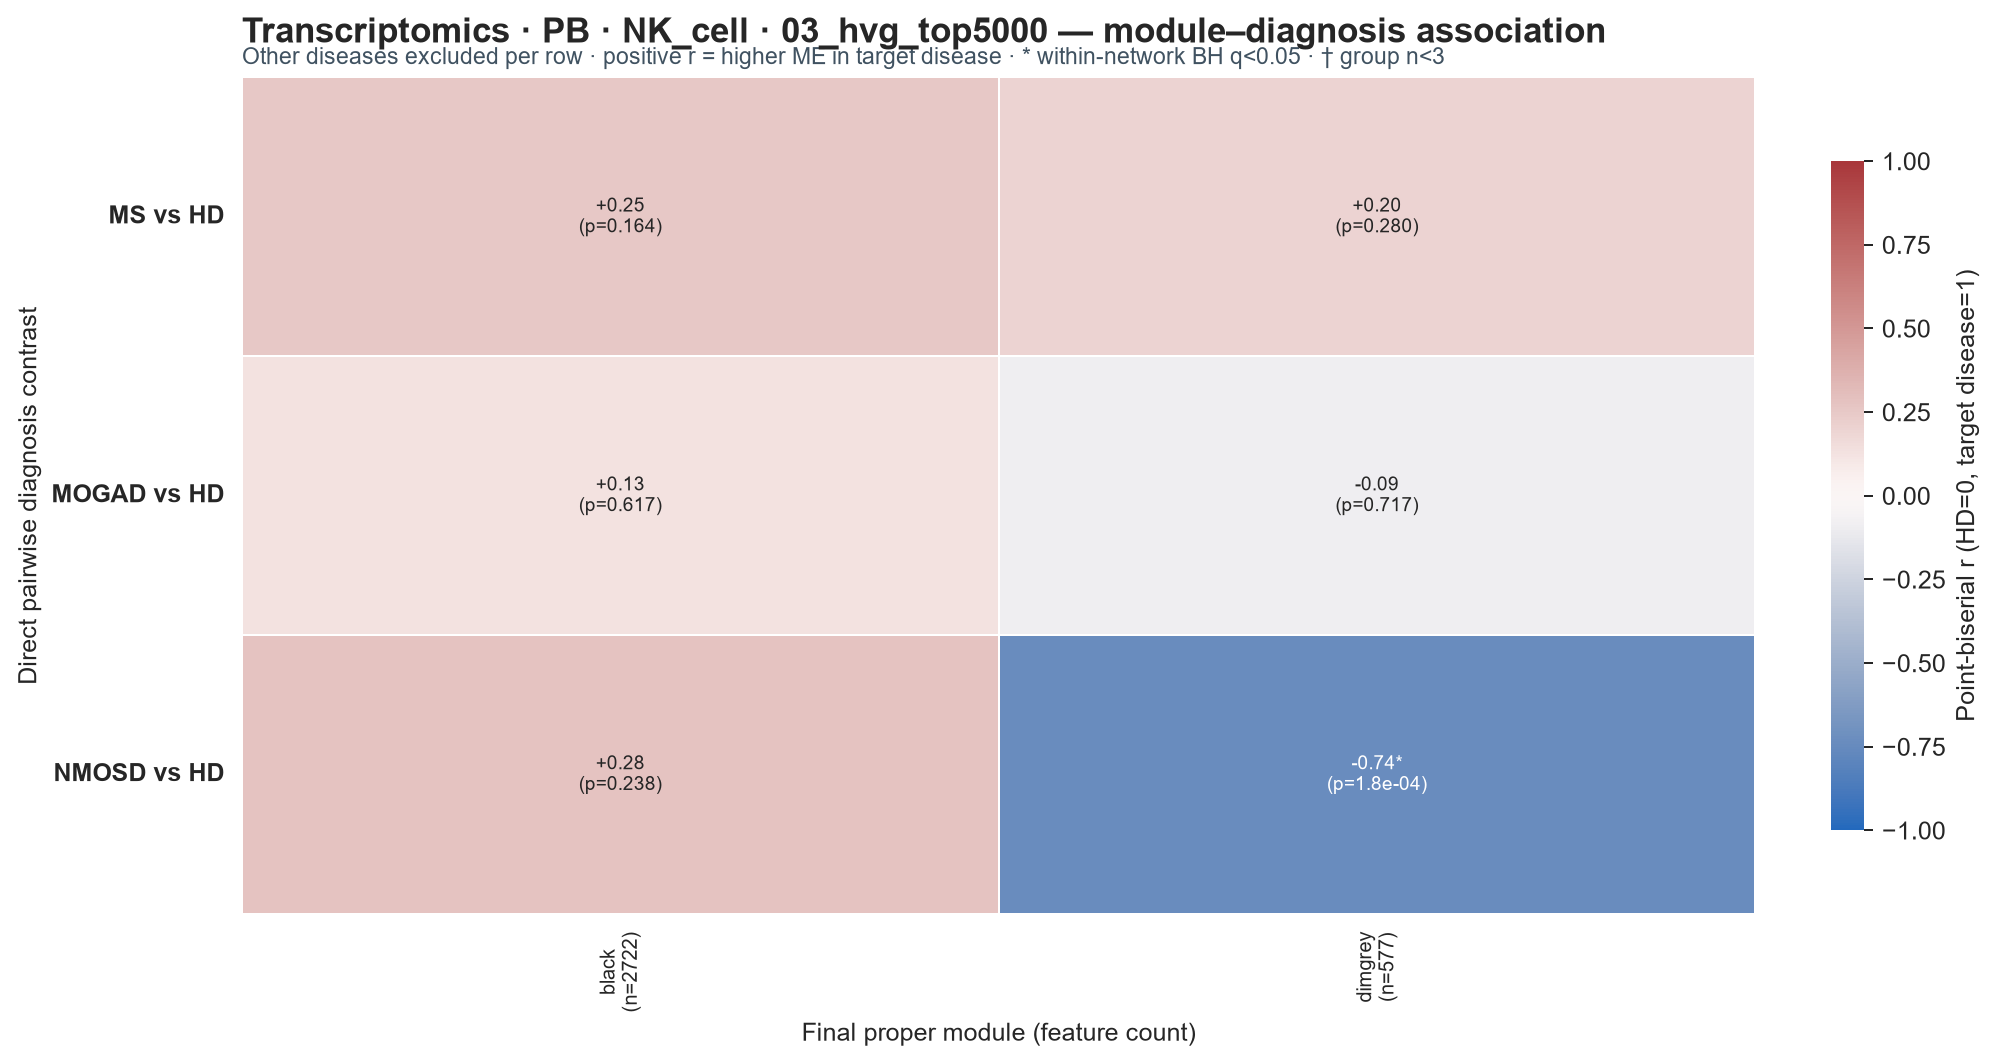 Transcriptomics · PB · NK_cell · 03_hvg_top5000 — module–diagnosis association
Other diseases excluded per row · positive r = higher ME in target disease · * within-network BH q<0.05 · † group n<3
Direct pairwise diagnosis contrast
MS vs HD
+0.25
(p=0.164)
+0.20
(p=0.280)
MOGAD vs HD
+0.13
(p=0.617)
-0.09
(p=0.717)
NMOSD vs HD
+0.28
(p=0.238)
-0.74*
(p=1.8e-04)
black
(n=2722)
dimgrey
(n=577)
Final proper module (feature count)
1.00
0.75
0.50
0.25
0.00
−0.25
−0.50
−0.75
−1.00
Point-biserial r (HD=0, target disease=1)